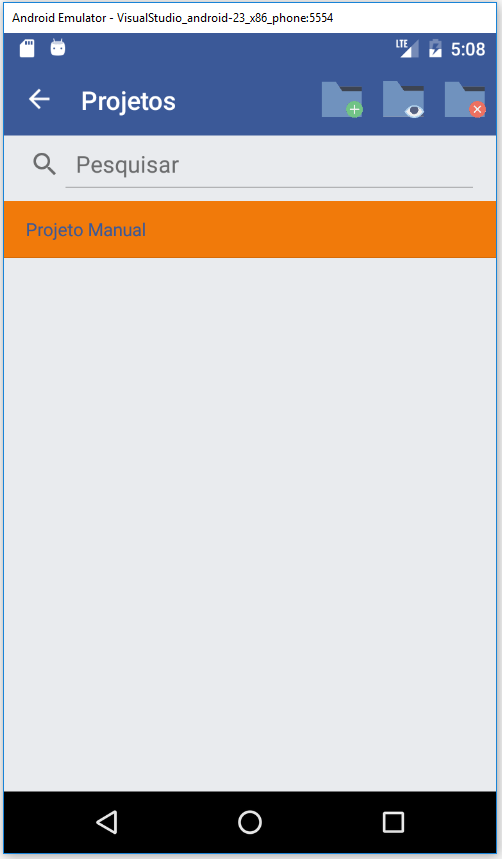 Android Emulator - VisualStudio_android-23_x86_phone:5554
LTE 5:08
Projetos
Pesquisar
Projeto Manual